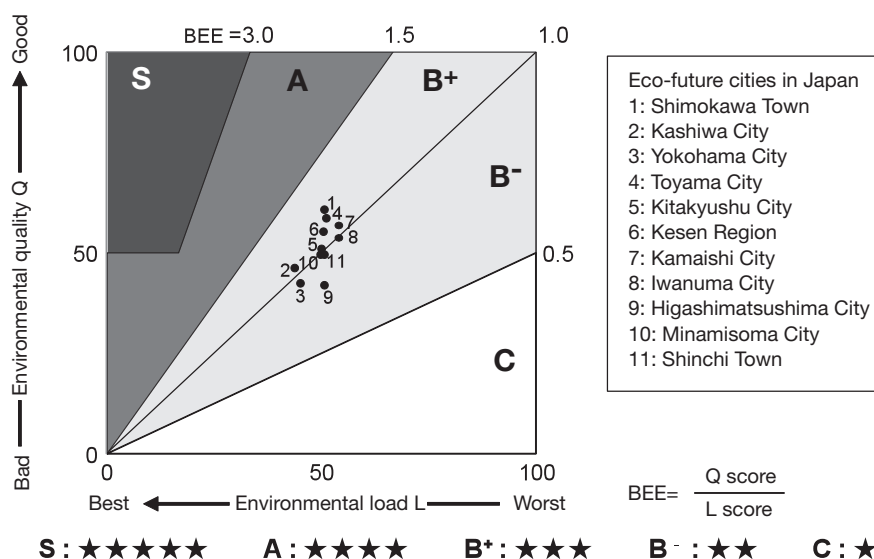 BEE =3.0 1.5 1.0
Good
100
S A B+
B-
Environmental quality Q
50
0.5
1
4 7
6
8
5
10 11
2
3 9
C
Bad
0
0 50 100
Best Environmental load L Worst
Eco-future cities in Japan
1: Shimokawa Town
2: Kashiwa City
3: Yokohama City
4: Toyama City
5: Kitakyushu City
6: Kesen Region
7: Kamaishi City
8: Iwanuma City
9: Higashimatsushima City
10: Minamisoma City
11: Shinchi Town
BEE= Q score
L score
S : ★★★★★ A : ★★★★ B+ : ★★★ B- : ★★ C : ★